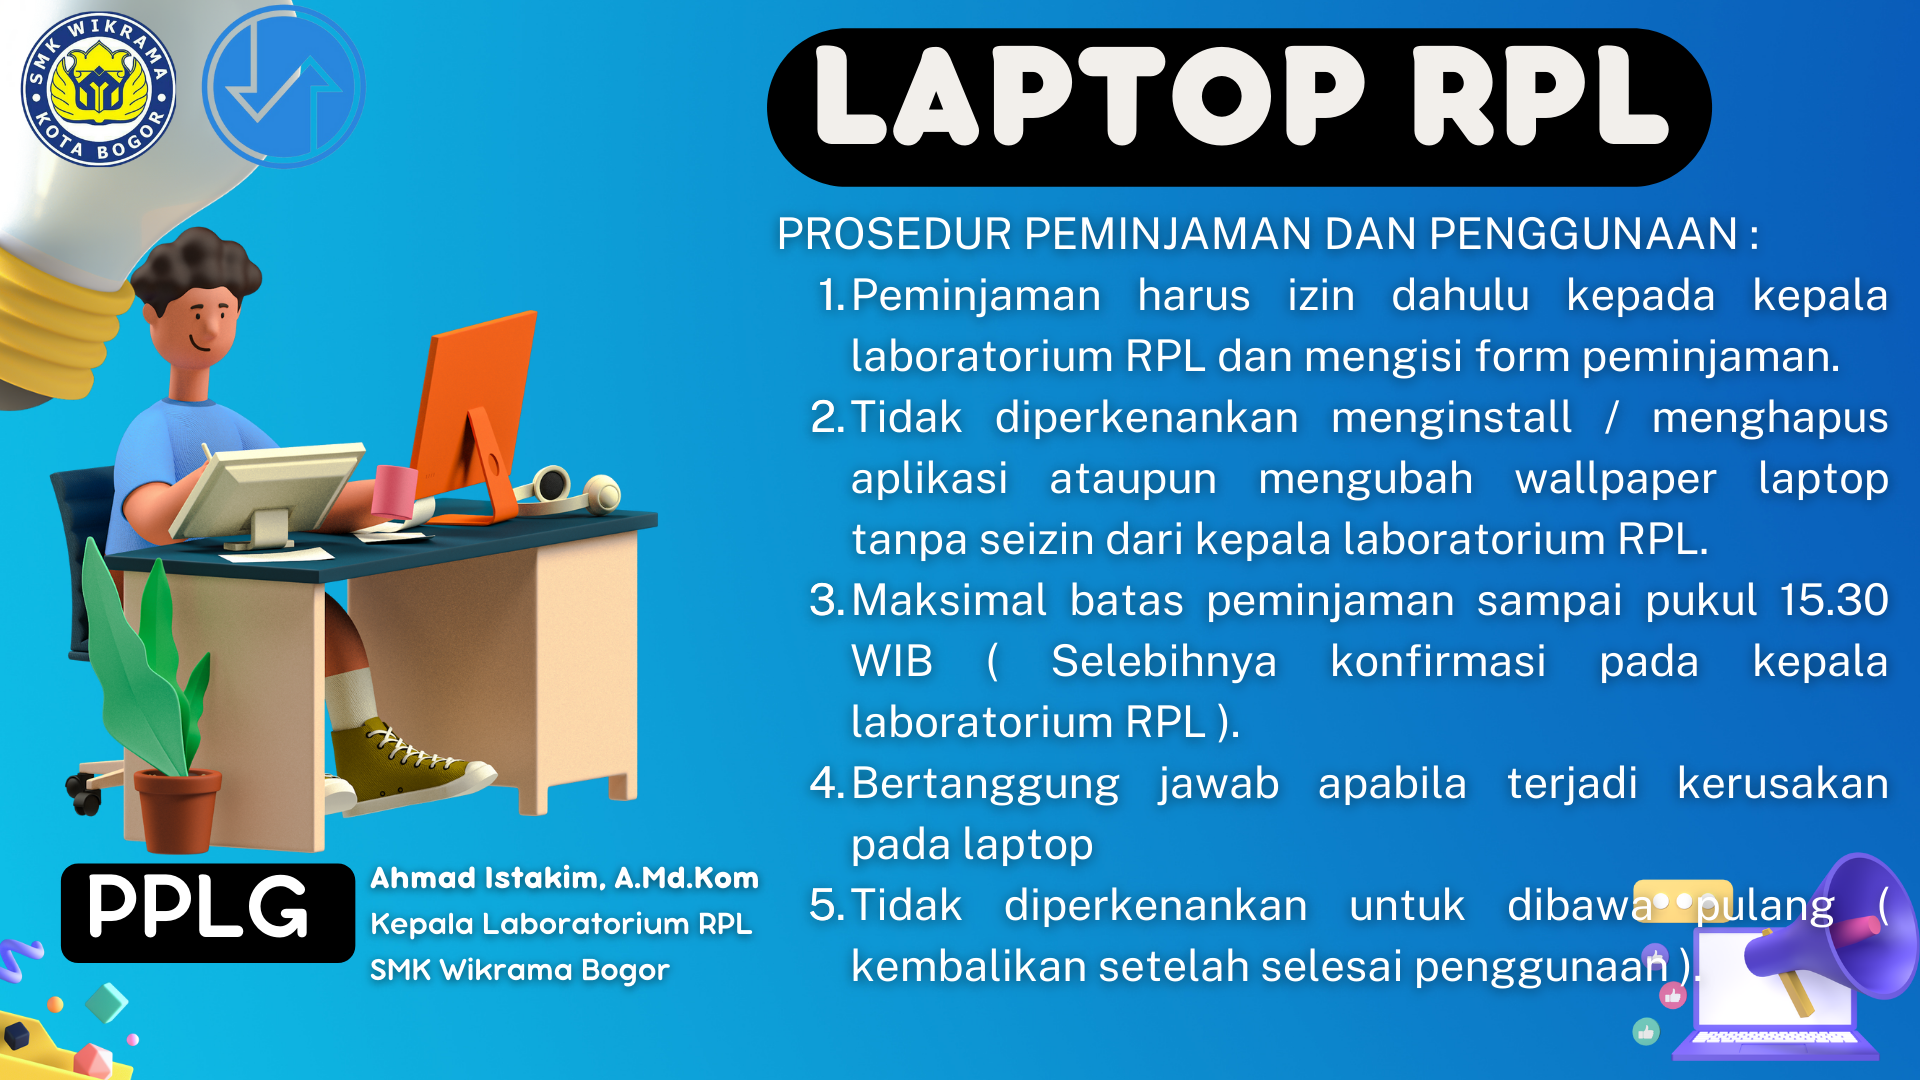 SMK WIKRAMA
KOTA BOGOR
LAPTOP RPL
PROSEDUR PEMINJAMAN DAN PENGGUNAAN :
1. Peminjaman harus izin dahulu kepada kepala
laboratorium RPL dan mengisi form peminjaman.
2. Tidak diperkenankan menginstall / menghapus
aplikasi ataupun mengubah wallpaper laptop
tanpa seizin dari kepala laboratorium RPL.
3. Maksimal batas peminjaman sampai pukul 15.30
WIB ( Selebihnya konfirmasi pada kepala
laboratorium RPL ).
4. Bertanggung jawab apabila terjadi kerusakan
pada laptop
5. Tidak diperkenankan untuk dibawa pulang (
kembalikan setelah selesai penggunaan ).
PPLG
Ahmad Istakim, A.Md.Kom
Kepala Laboratorium RPL
SMK Wikrama Bogor